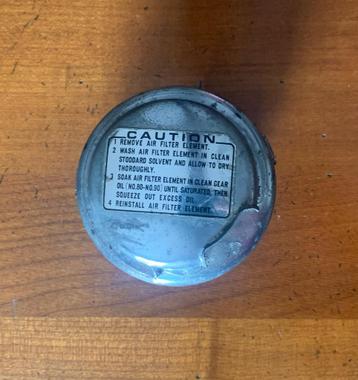 CAUTION
1 REMOVE AIR FILTER ELEMENT.
2 WASH AIR FILTER ELEMENT IN CLEAN
STODDARD SOLVENT AND ALLOW TO DRY
THOROUGHLY.
3 SOAK AIR FILTER ELEMENT IN CLEAN GEAR
OIL (NO.80-NO.90) UNTIL SATURATED, THEN
SQUEEZE OUT EXCESS OIL.
4 REINSTALL AIR FILTER ELEMENT.